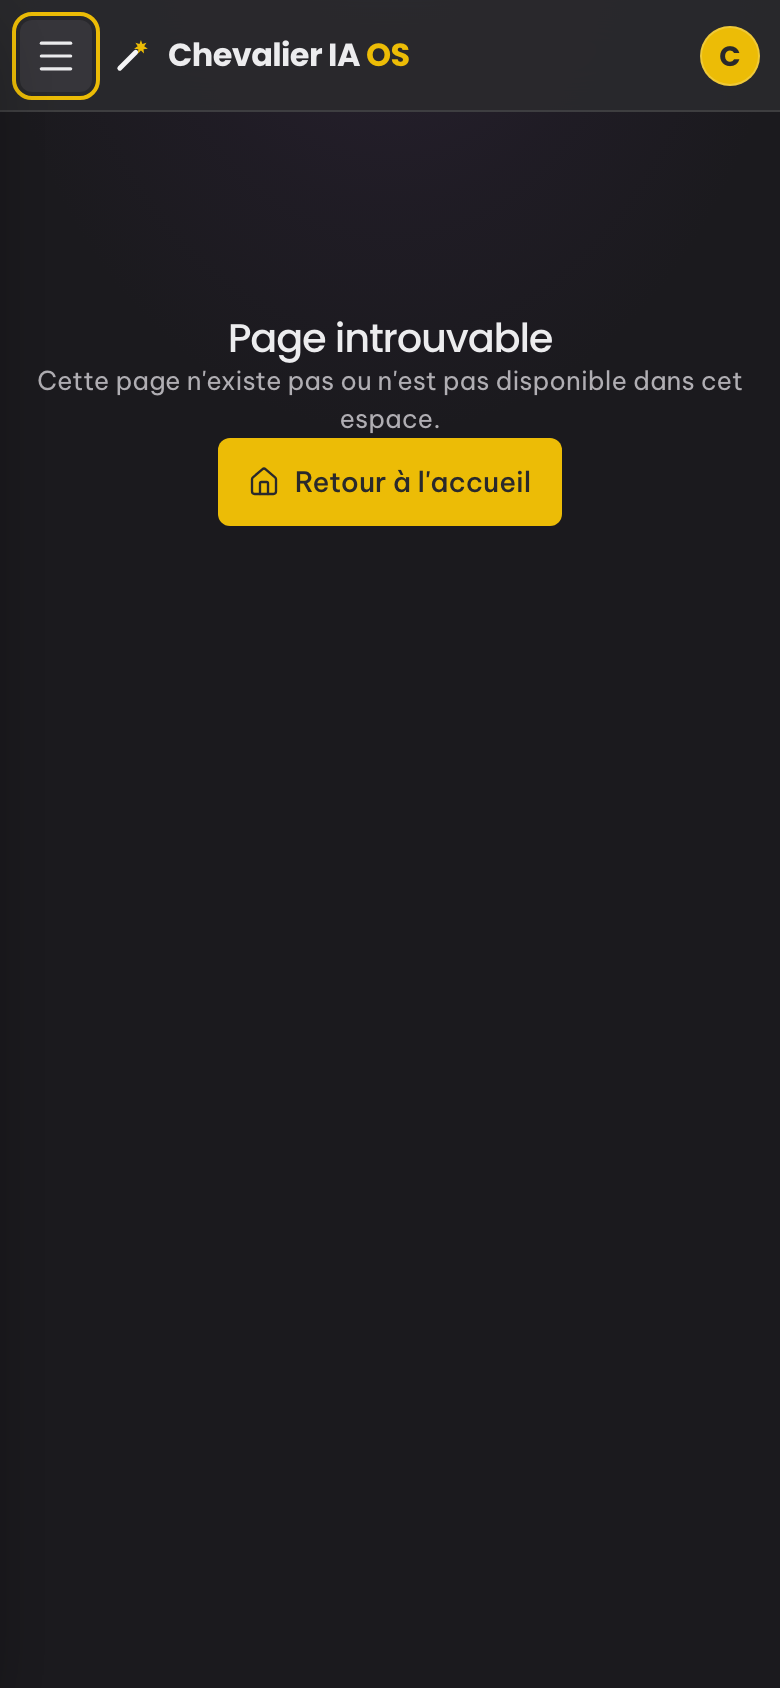 Chevalier IA OS
C
Page introuvable
Cette page n'existe pas ou n'est pas disponible dans cet
espace.
Retour à l'accueil